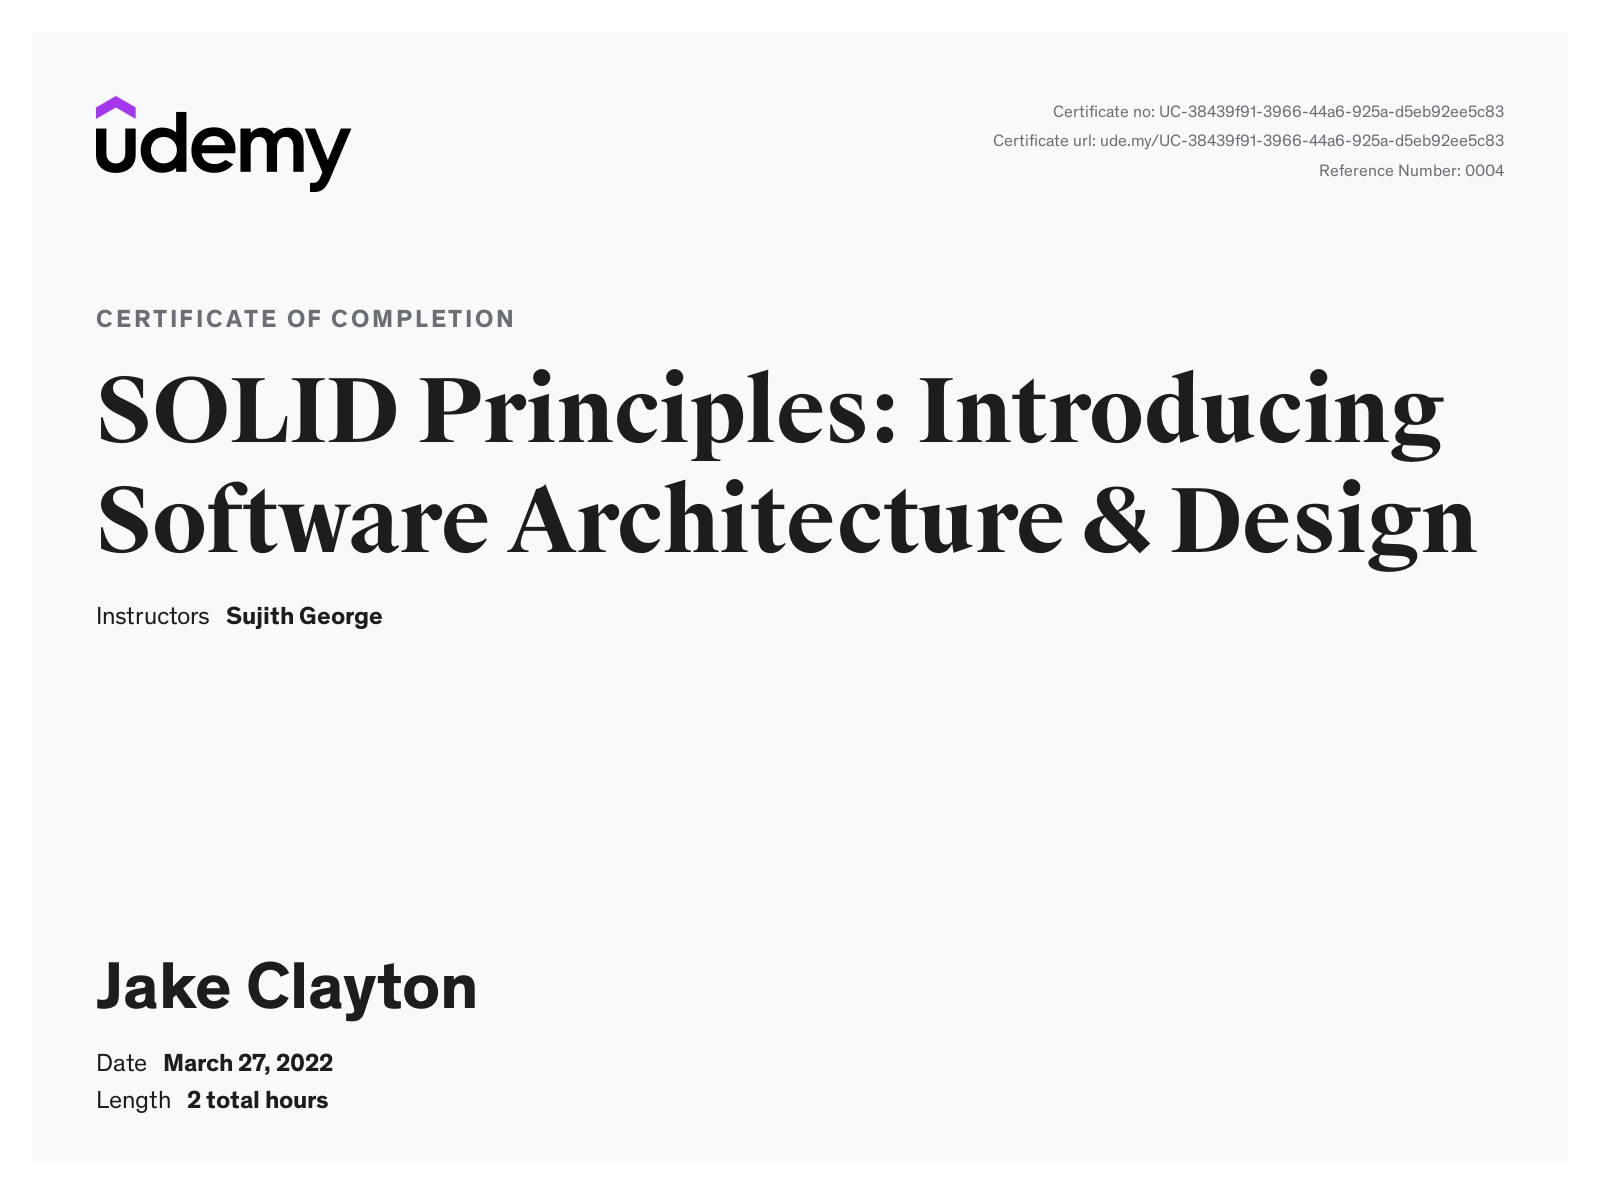 udemy
Certificate no: UC-38439f91-3966-44a6-925a-d5eb92ee5c83
Certificate url: ude.my/UC-38439f91-3966-44a6-925a-d5eb92ee5c83
Reference Number: 0004
CERTIFICATE OF COMPLETION
SOLID Principles: Introducing
Software Architecture & Design
Instructors Sujith George
Jake Clayton
Date March 27, 2022
Length 2 total hours